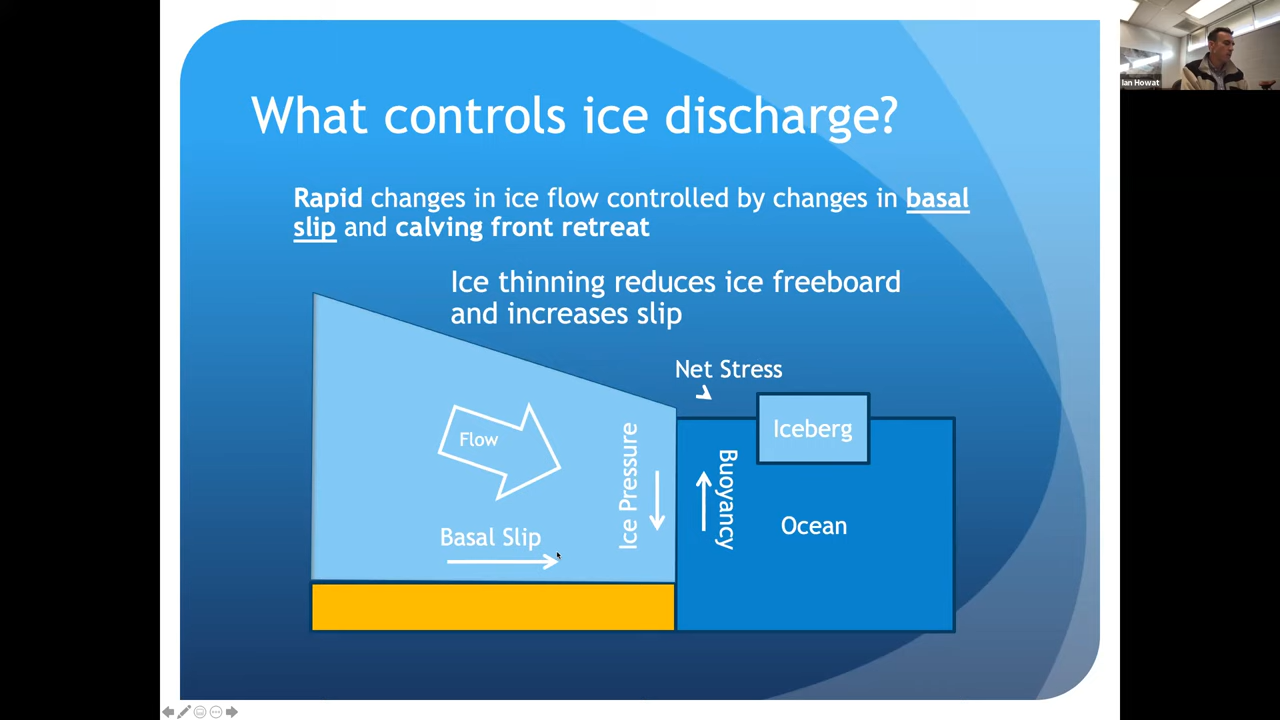 What controls ice discharge?
Rapid changes in ice flow controlled by changes in basal
slip and calving front retreat
Ice thinning reduces ice freeboard
and increases slip
Net Stress
Iceberg
Flow
Ice Pressure
Buoyancy
Basal Slip
Ocean
Ian Howat